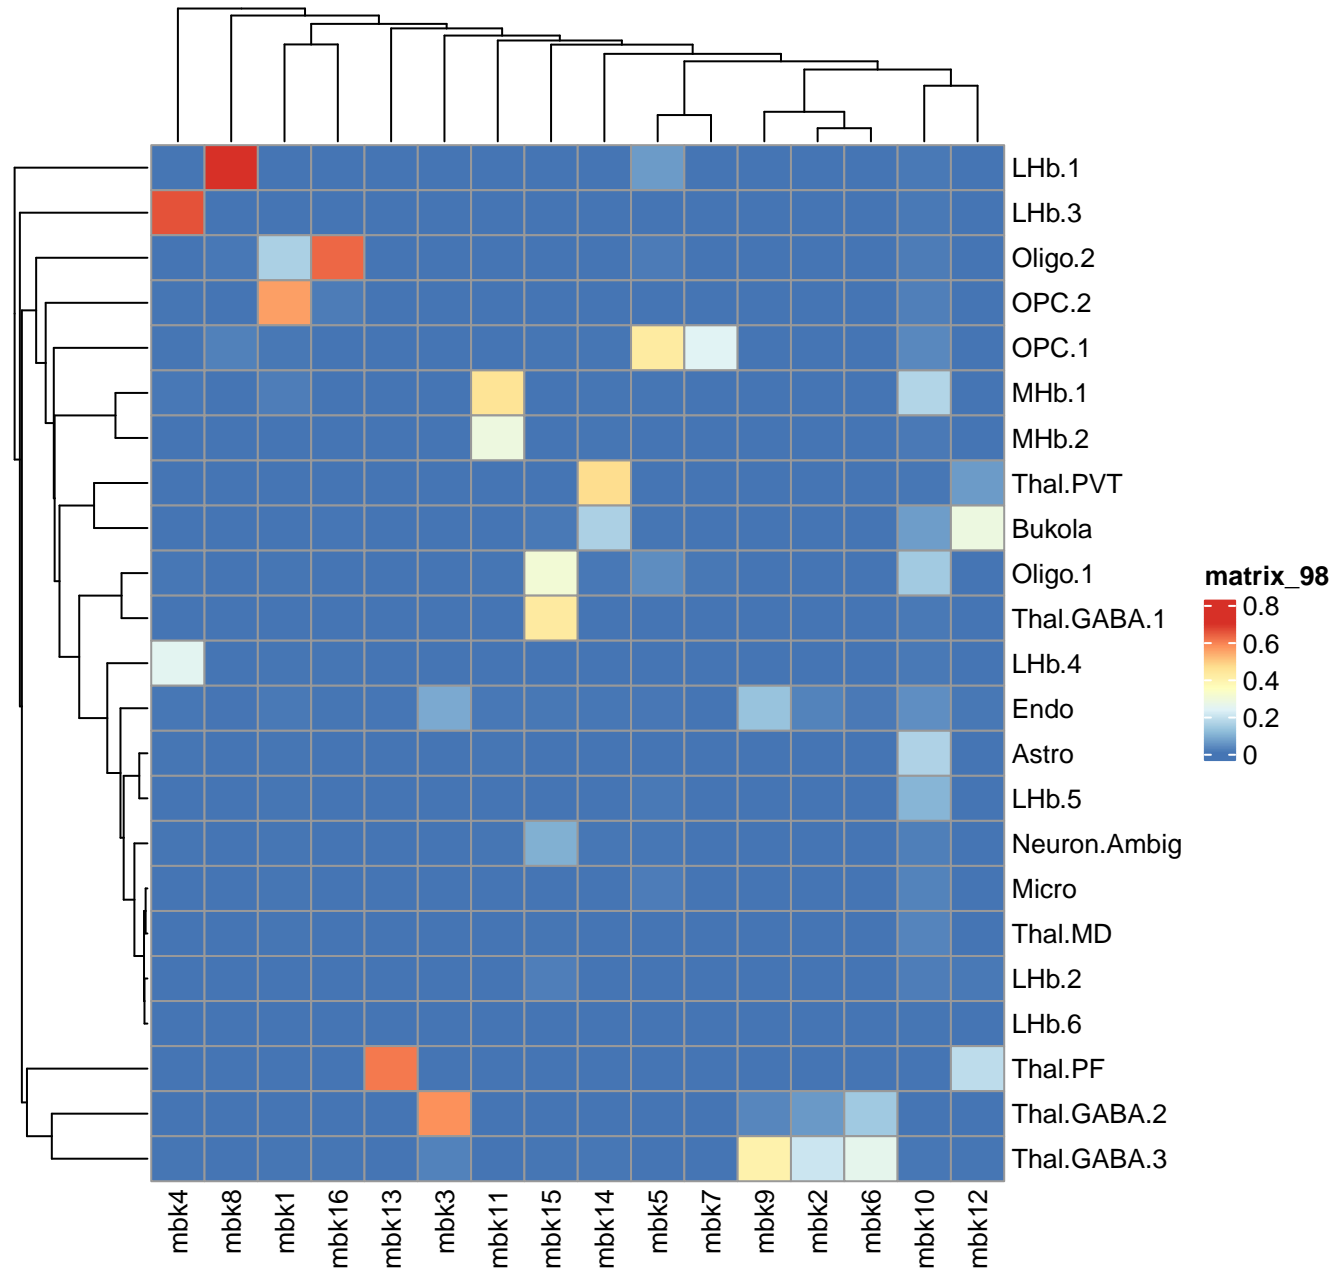 LHb.1
LHb.3
Oligo.2
OPC.2
OPC.1
MHb.1
MHb.2
Thal.PVT
Bukola
Oligo.1
Thal.GABA.1
LHb.4
Endo
Astro
LHb.5
Neuron.Ambig
Micro
Thal.MD
LHb.2
LHb.6
Thal.PF
Thal.GABA.2
Thal.GABA.3
matrix_98
0.8
0.6
0.4
0.2
0
mbk4
mbk8
mbk1
mbk16
mbk13
mbk3
mbk11
mbk15
mbk14
mbk5
mbk7
mbk9
mbk2
mbk6
mbk10
mbk12